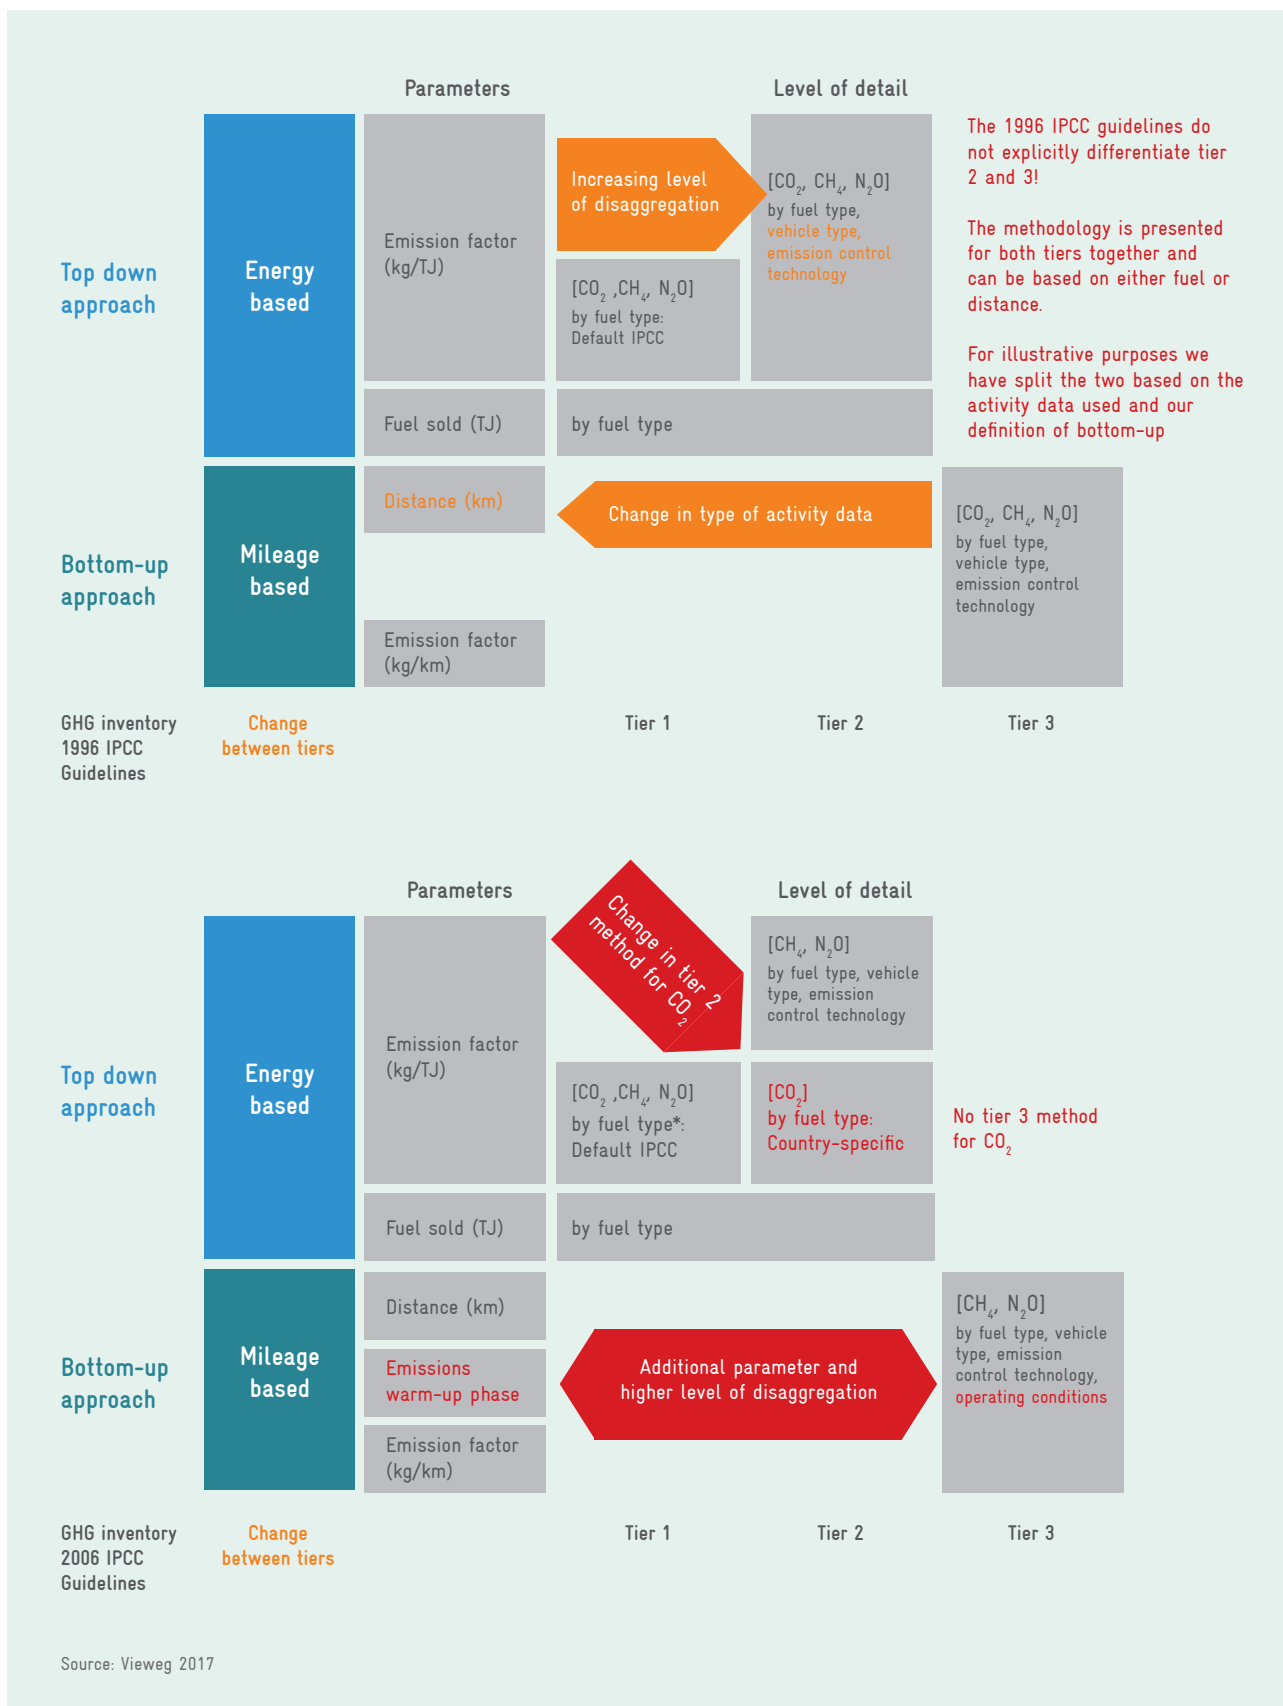 Parameters
Level of detail
Top down
approach
Energy
based
Emission factor
(kg/TJ)
Increasing level
of disaggregation
[CO2, CH4, N2O]
by fuel type,
vehicle type,
emission control
technology
[CO2 ,CH4, N2O]
by fuel type:
Default IPCC
Fuel sold (TJ)
by fuel type
The 1996 IPCC guidelines do
not explicitly differentiate tier
2 and 3!
The methodology is presented
for both tiers together and
can be based on either fuel or
distance.
For illustrative purposes we
have split the two based on the
activity data used and our
definition of bottom-up
Bottom-up
approach
Mileage
based
Distance (km)
Change in type of activity data
Emission factor
(kg/km)
[CO2, CH4, N2O]
by fuel type,
vehicle type,
emission control
technology
GHG inventory
1996 IPCC
Guidelines
Change
between tiers
Tier 1
Tier 2
Tier 3
Parameters
Level of detail
Top down
approach
Energy
based
Emission factor
(kg/TJ)
Change in tier 2
method for CO2
[CH4, N2O]
by fuel type, vehicle
type, emission
control technology
[CO2 ,CH4, N2O]
by fuel type*:
Default IPCC
[CO2]
by fuel type:
Country-specific
No tier 3 method
for CO2
Fuel sold (TJ)
by fuel type
Bottom-up
approach
Mileage
based
Distance (km)
Emissions
warm-up phase
Emission factor
(kg/km)
Additional parameter and
higher level of disaggregation
[CH4, N2O]
by fuel type, vehicle
type, emission
control technology,
operating conditions
GHG inventory
2006 IPCC
Guidelines
Change
between tiers
Tier 1
Tier 2
Tier 3
Source: Vieweg 2017